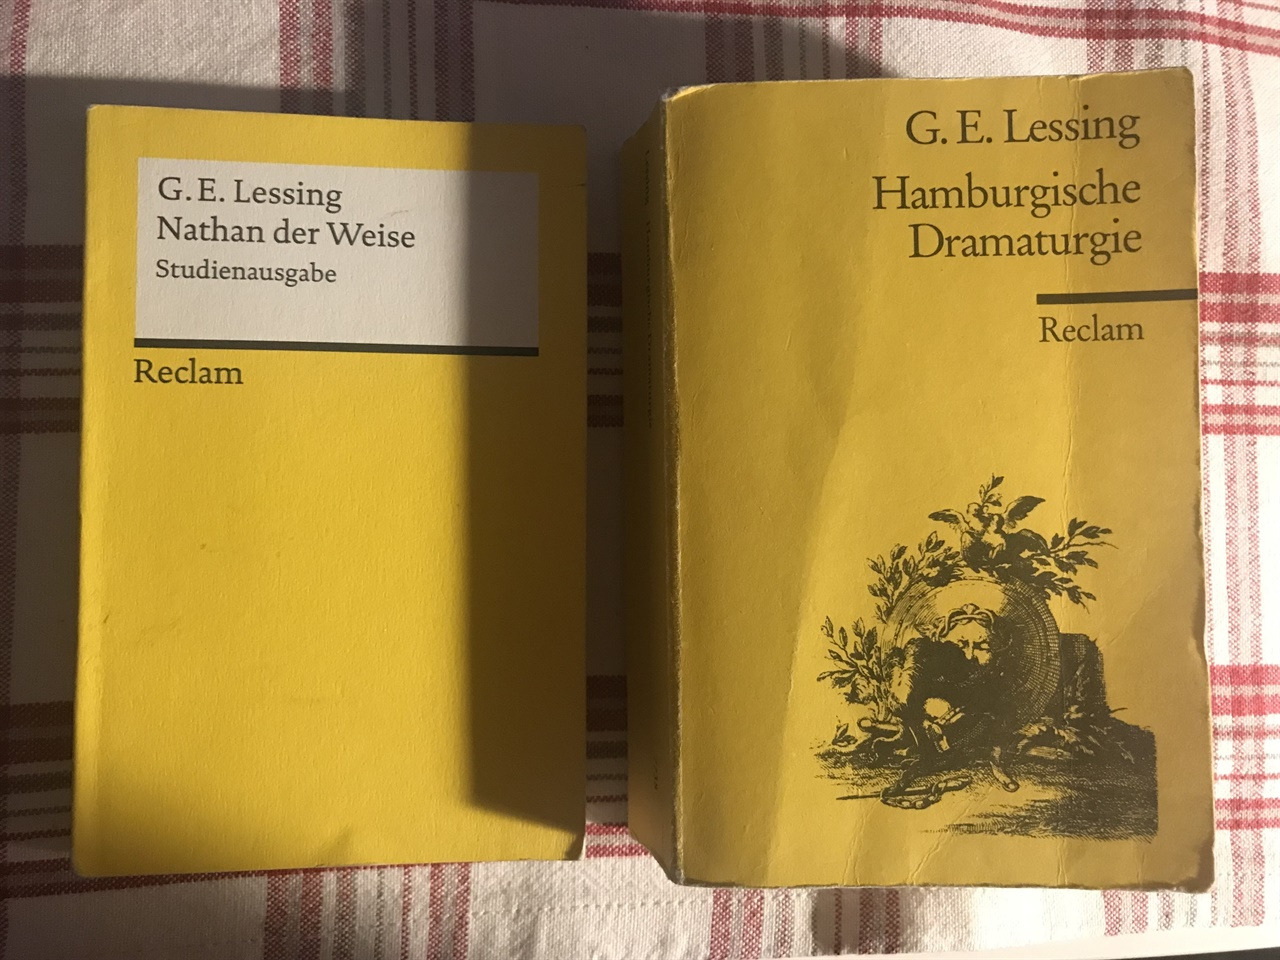 G. E. Lessing
Nathan der Weise
Studienausgabe
Reclam
G. E. Lessing
Hamburgische
Dramaturgie
Reclam